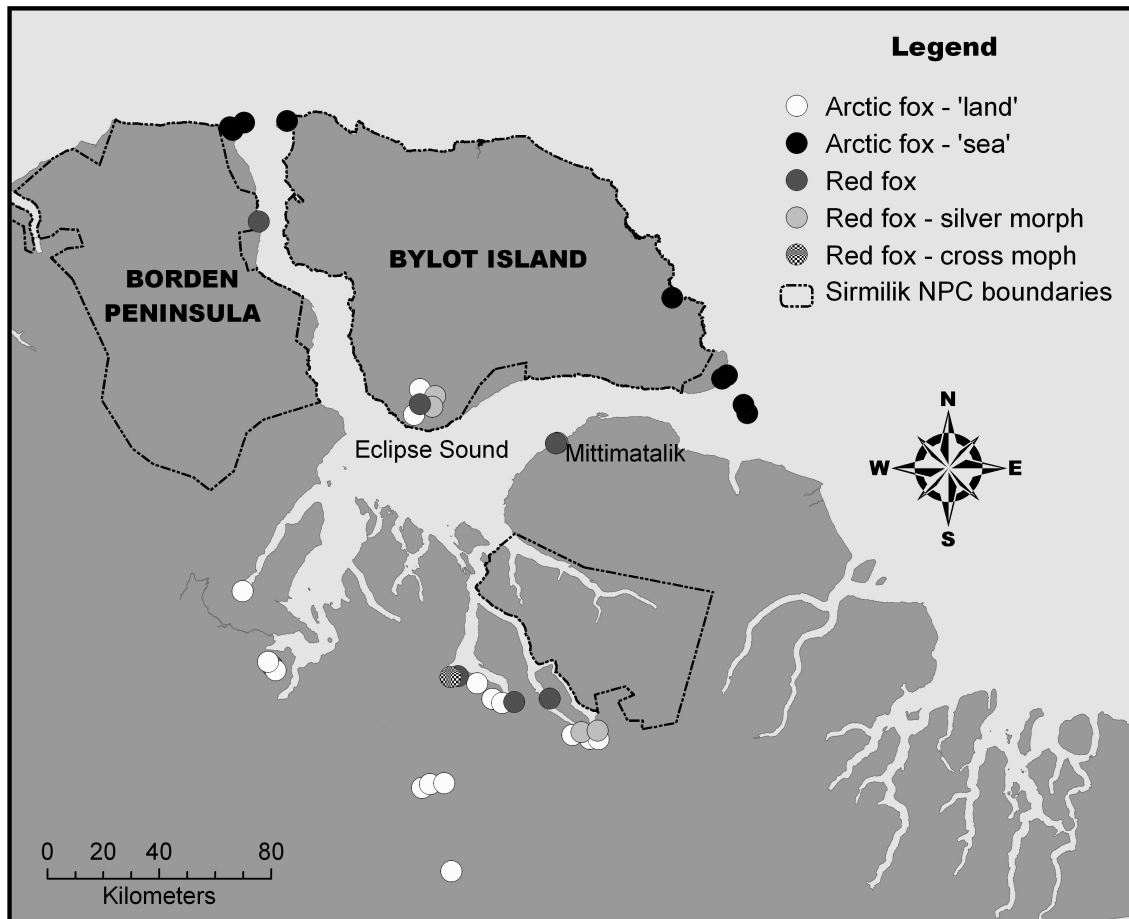 Legend
Arctic fox - 'land'
Arctic fox - 'sea'
Red fox
Red fox - silver morph
Red fox - cross moph
Sirmilik NPC boundaries
BYLOT ISLAND
BORDEN
PENINSULA
Eclipse Sound
Mittimatalik
N
W
E
S
0 20 40 80
Kilometers